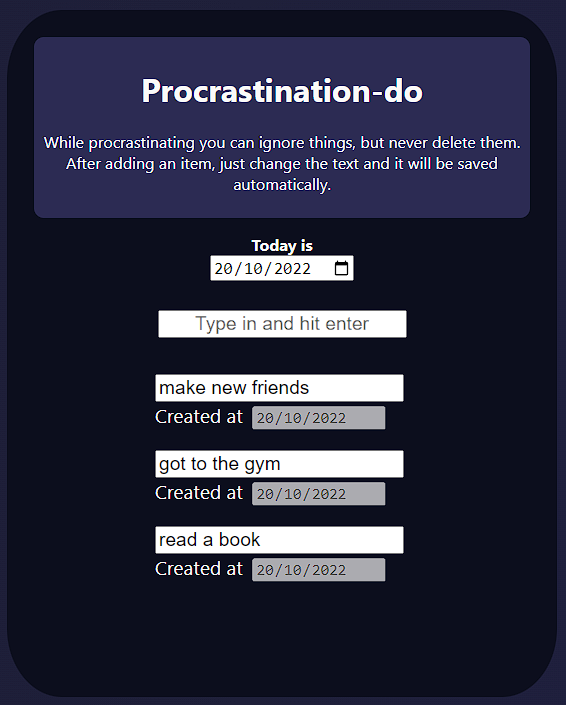 Procrastination-do
While procrastinating you can ignore things, but never delete them.
After adding an item, just change the text and it will be saved
automatically.
Today is
20/10/2022
Type in and hit enter
make new friends
Created at 20/10/2022
got to the gym
Created at 20/10/2022
read a book
Created at 20/10/2022